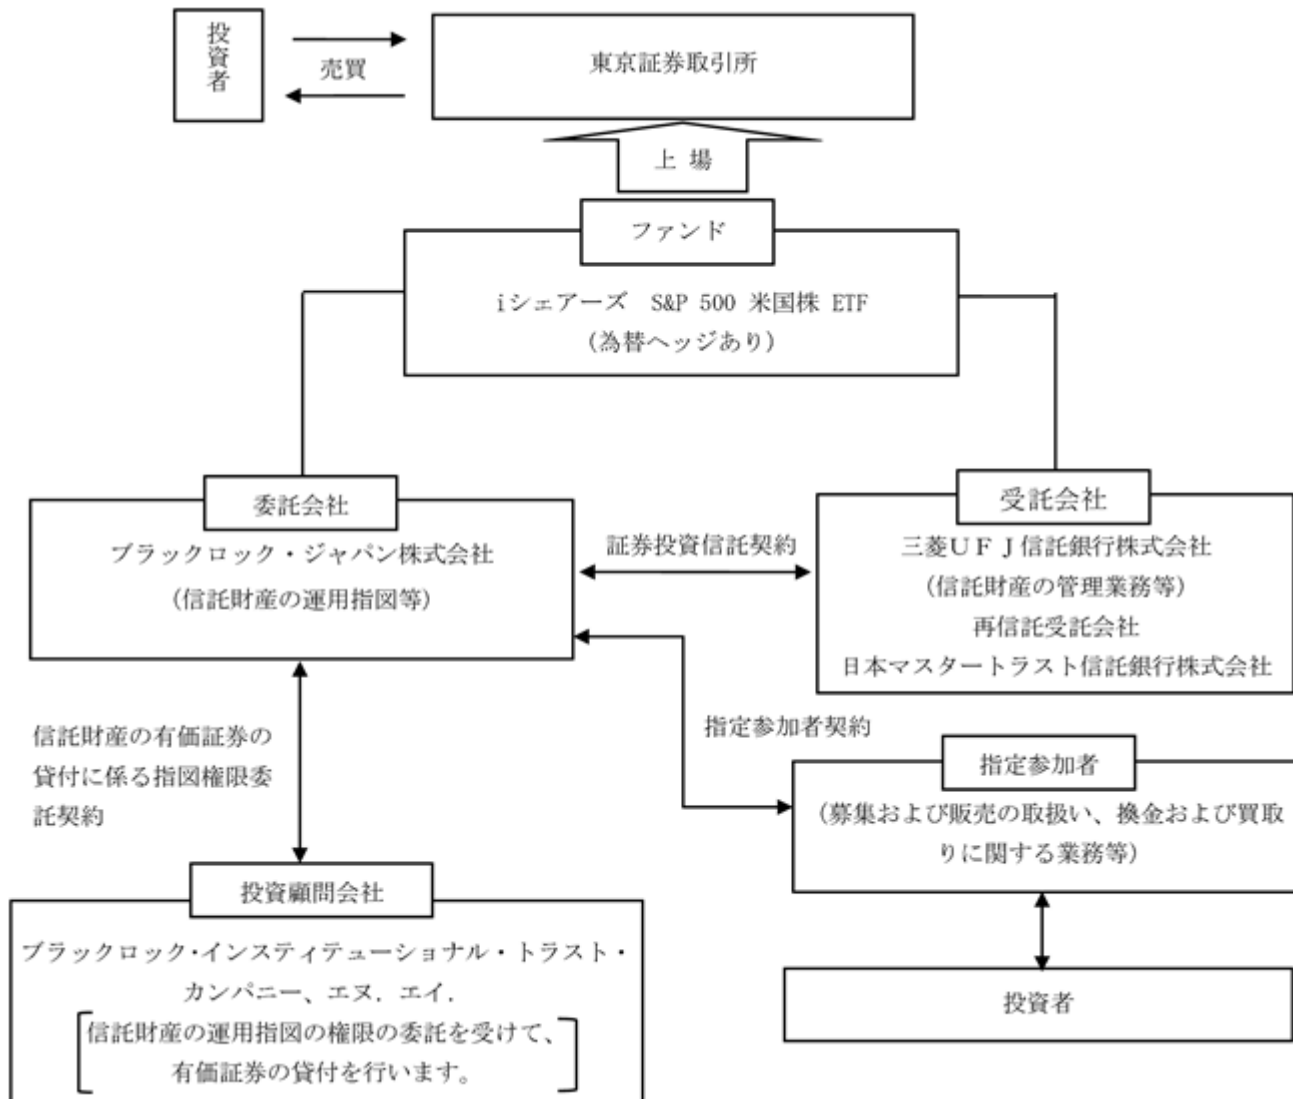 投資者
売買
東京証券取引所
上 場
ファンド
iシェアーズ S&P 500 米国株 ETF
(為替ヘッジあり)
委託会社
ブラックロック・ジャパン株式会社
(信託財産の運用指図等)
証券投資信託契約
受託会社
三菱UFJ信託銀行株式会社
(信託財産の管理業務等)
再信託受託会社
日本マスタートラスト信託銀行株式会社
信託財産の有価証券の
貸付に係る指図権限委
託契約
指定参加者契約
指定参加者
(募集および販売の取扱い、換金および買取
りに関する業務等)
投資顧問会社
ブラックロック・インスティテューショナル・トラスト・
カンパニー、エヌ．エイ．
信託財産の運用指図の権限の委託を受けて、
有価証券の貸付を行います。
投資者